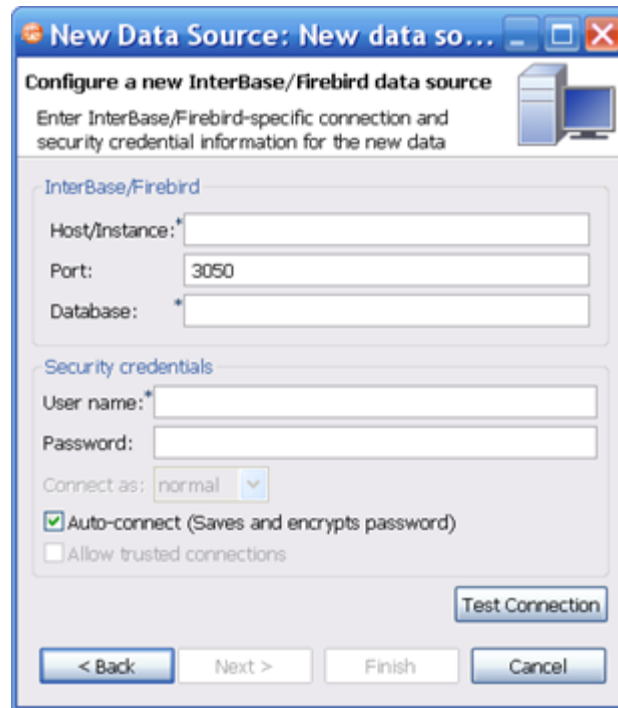 New Data Source: New data so...
Configure a new InterBase/Firebird data source
Enter InterBase/Firebird-specific connection and
security credential information for the new data
InterBase/Firebird
Host/Instance:*
Port: 3050
Database: *
Security credentials
User name:*
Password:
Connect as: normal
Auto-connect (Saves and encrypts password)
Allow trusted connections
Test Connection
< Back Next > Finish Cancel